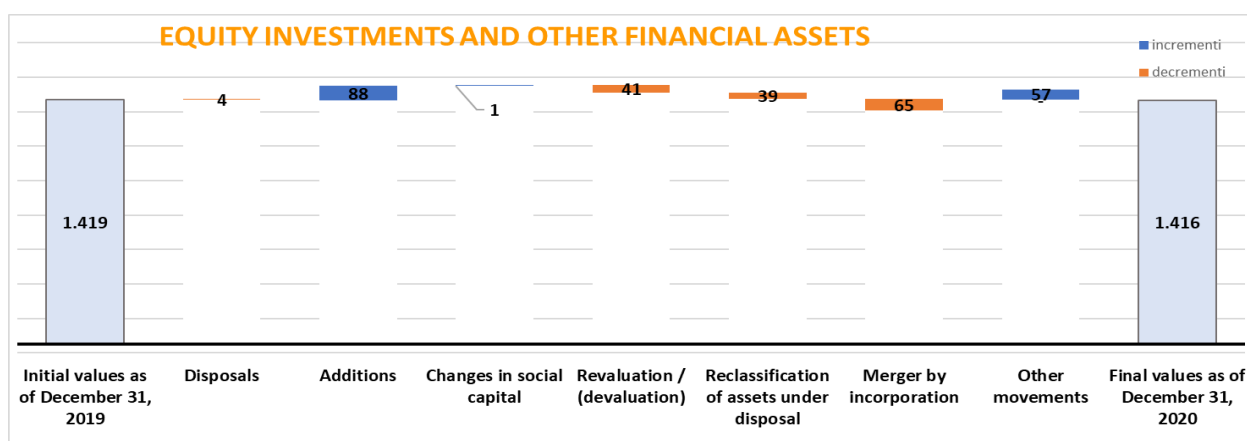 EQUITY INVESTMENTS AND OTHER FINANCIAL ASSETS
incrementi
decrementi
4
88
1
41
39
65
57
-
1.419
1.416
Initial values as
of December 31,
2019
Disposals
Additions
Changes in social
capital
Revaluation /
(devaluation)
Reclassification
of assets under
disposal
Merger by
incorporation
Other
movements
Final values as of
December 31,
2020